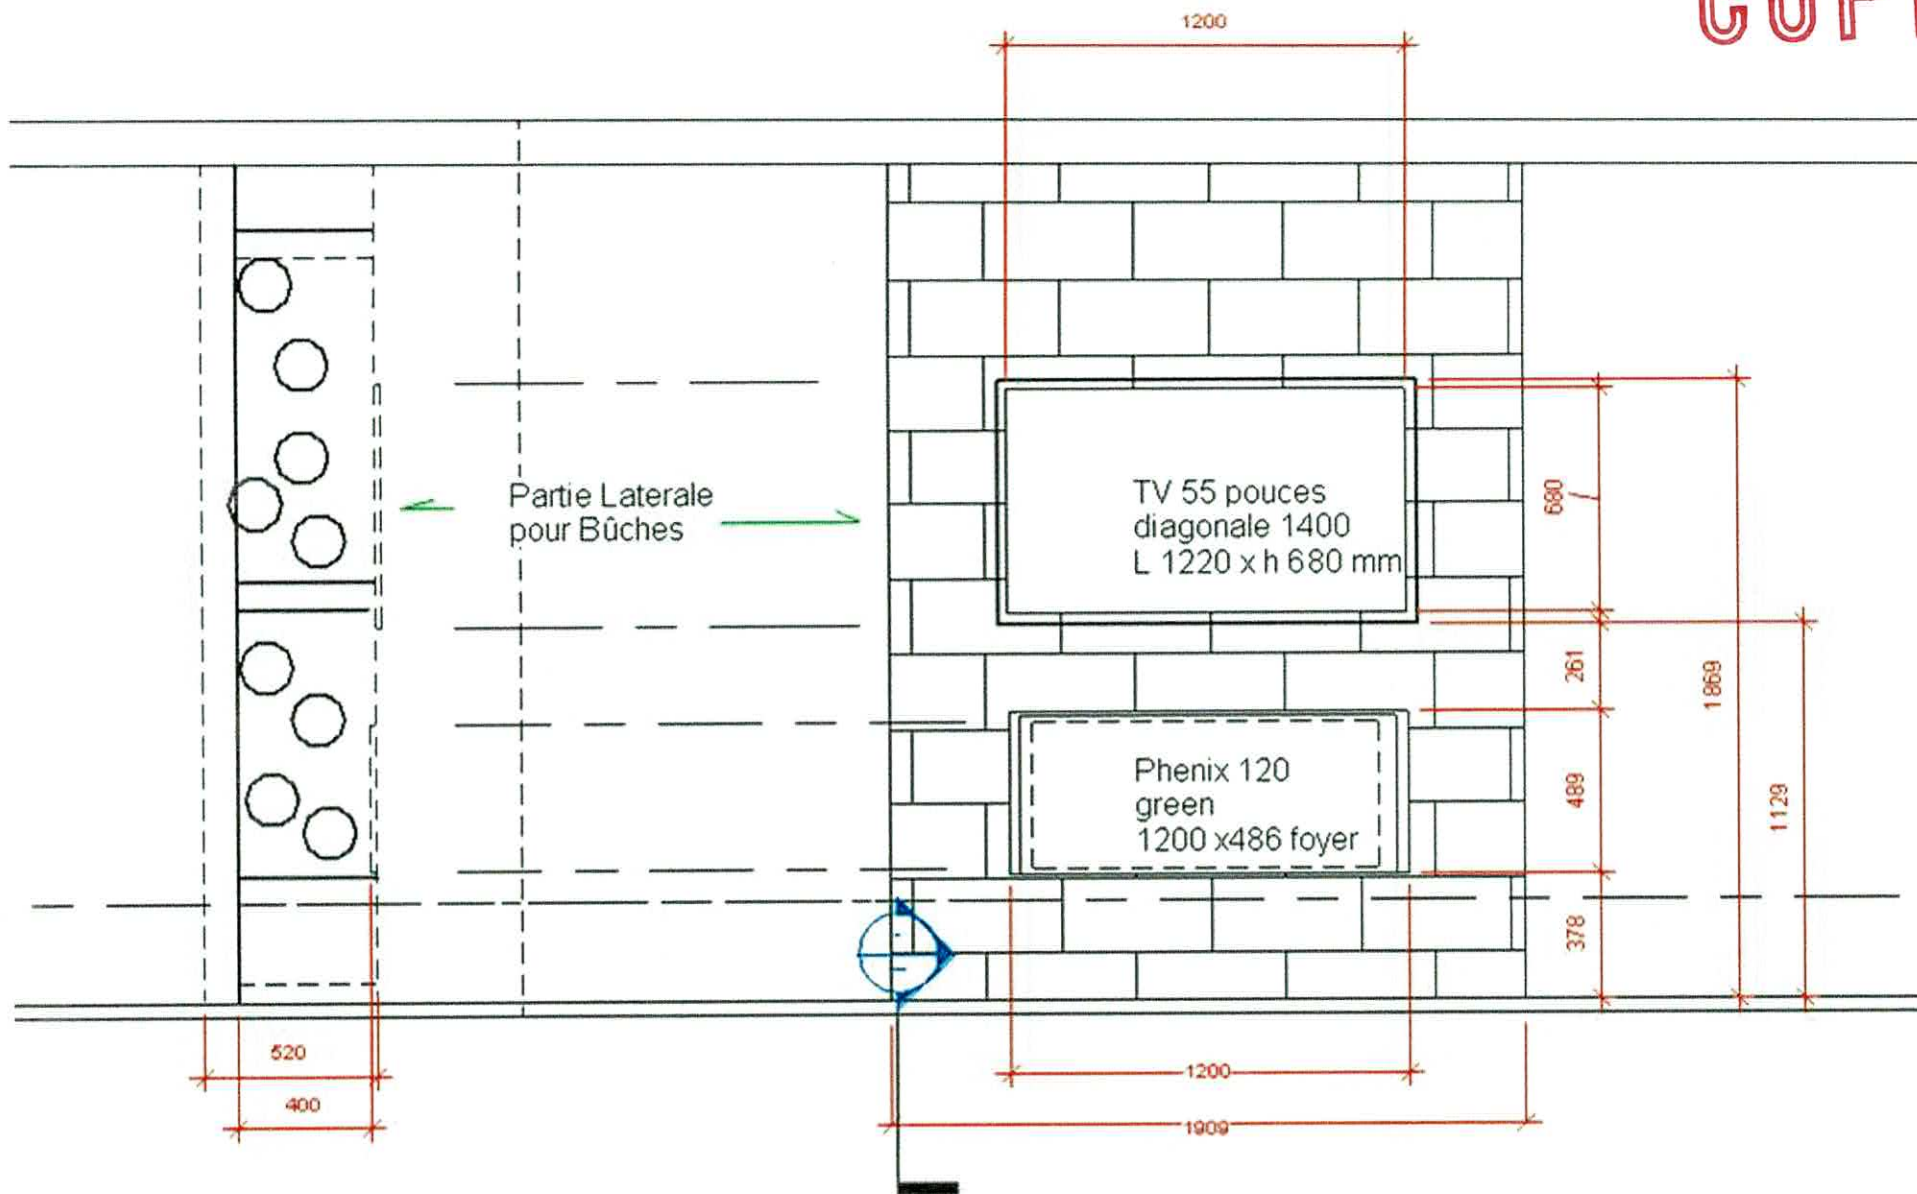 1200
Partie Laterale
pour Bûches
TV 55 pouces
diagonale 1400
L 1220 x h 680 mm
680
261
1869
Phenix 120
green
1200 x486 foyer
489
1129
378
520
400
1200
1909